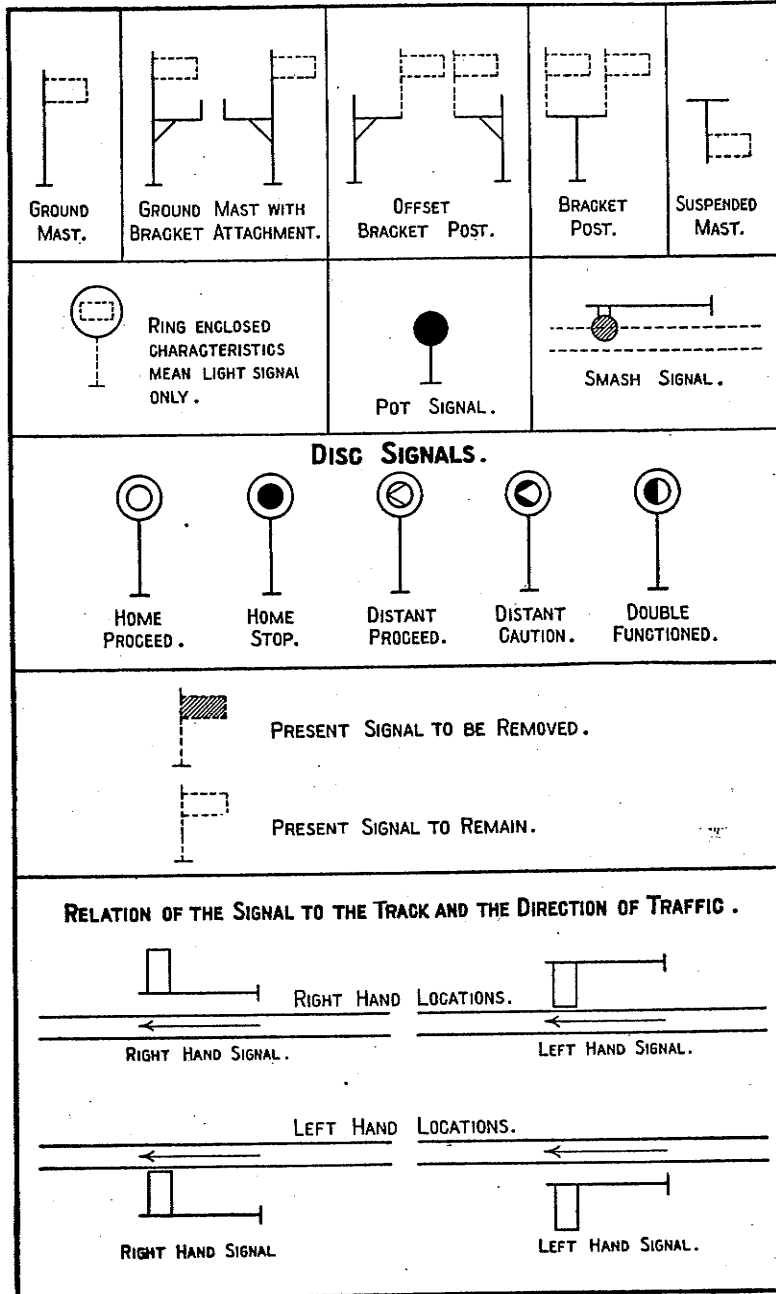 GROUND MAST.
GROUND MAST WITH BRACKET ATTACHMENT.
OFFSET BRACKET POST.
BRACKET POST.
SUSPENDED MAST.
RING ENCLOSED
CHARACTERISTICS
MEAN LIGHT SIGNAL
ONLY.
POT SIGNAL.
SMASH SIGNAL.
DISC SIGNALS.
HOME PROCEED.
HOME STOP.
DISTANT PROCEED.
DISTANT CAUTION.
DOUBLE FUNCTIONED.
PRESENT SIGNAL TO BE REMOVED.
PRESENT SIGNAL TO REMAIN.
RELATION OF THE SIGNAL TO THE TRACK AND THE DIRECTION OF TRAFFIC.
RIGHT HAND LOCATIONS.
RIGHT HAND SIGNAL.
LEFT HAND SIGNAL.
LEFT HAND LOCATIONS.
RIGHT HAND SIGNAL
LEFT HAND SIGNAL.